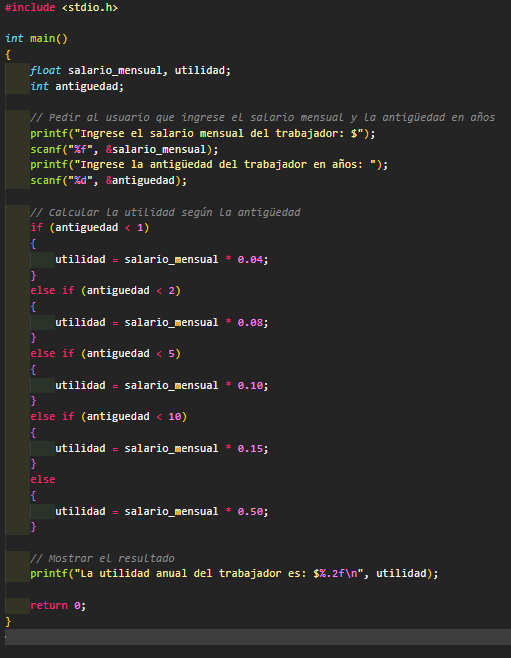 #include <stdio.h>

int main()
{
    float salario_mensual, utilidad;
    int antiguedad;

    // Pedir al usuario que ingrese el salario mensual y la antigüedad en años
    printf("Ingrese el salario mensual del trabajador: $");
    scanf("%f", &salario_mensual);
    printf("Ingrese la antigüedad del trabajador en años: ");
    scanf("%d", &antiguedad);

    // Calcular la utilidad según la antigüedad
    if (antiguedad < 1)
    {
        utilidad = salario_mensual * 0.04;
    }
    else if (antiguedad < 2)
    {
        utilidad = salario_mensual * 0.08;
    }
    else if (antiguedad < 5)
    {
        utilidad = salario_mensual * 0.10;
    }
    else if (antiguedad < 10)
    {
        utilidad = salario_mensual * 0.15;
    }
    else
    {
        utilidad = salario_mensual * 0.50;
    }

    // Mostrar el resultado
    printf("La utilidad anual del trabajador es: $%.2f\n", utilidad);

    return 0;
}